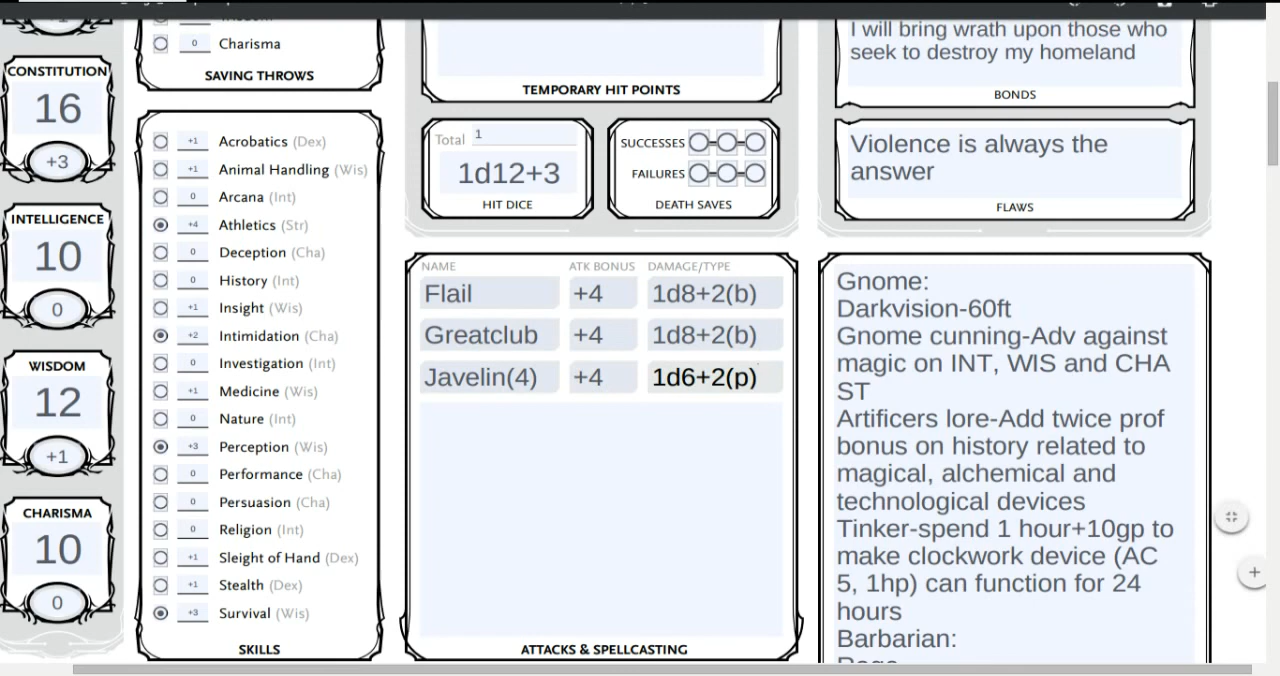 CONSTITUTION
16
+3
INTELLIGENCE
10
0
WISDOM
12
+1
CHARISMA
10
0
0 Charisma
SAVING THROWS
+1 Acrobatics (Dex)
+1 Animal Handling (Wis)
0 Arcana (Int)
+4 Athletics (Str)
0 Deception (Cha)
0 History (Int)
+1 Insight (Wis)
+2 Intimidation (Cha)
0 Investigation (Int)
+1 Medicine (Wis)
0 Nature (Int)
+3 Perception (Wis)
0 Performance (Cha)
0 Persuasion (Cha)
0 Religion (Int)
+1 Sleight of Hand (Dex)
+1 Stealth (Dex)
+3 Survival (Wis)
SKILLS
TEMPORARY HIT POINTS
Total 1
1d12+3
HIT DICE
SUCCESSES
FAILURES
DEATH SAVES
NAME ATK BONUS DAMAGE/TYPE
Flail +4 1d8+2(b)
Greatclub +4 1d8+2(b)
Javelin(4) +4 1d6+2(p)
ATTACKS & SPELLCASTING
I will bring wrath upon those who
seek to destroy my homeland
BONDS
Violence is always the
answer
FLAWS
Gnome:
Darkvision-60ft
Gnome cunning-Adv against
magic on INT, WIS and CHA
ST
Artificers lore-Add twice prof
bonus on history related to
magical, alchemical and
technological devices
Tinker-spend 1 hour+10gp to
make clockwork device (AC
5, 1hp) can function for 24
hours
Barbarian: